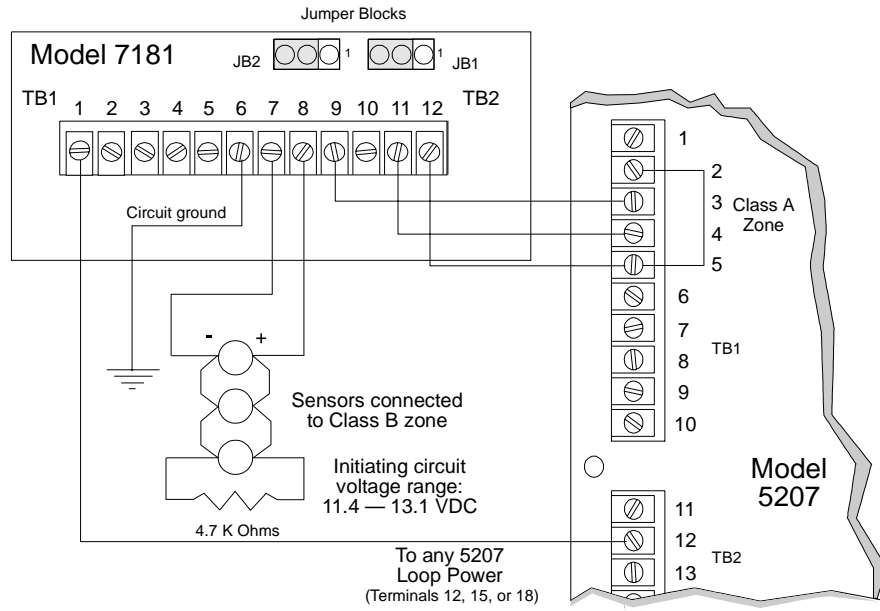 Jumper Blocks
Model 7181
JB2
1
1
JB1
TB1
1 2 3 4 5 6 7 8 9 10 11 12
TB2
Circuit ground
1
2
3
4
5
6
7
8
9
10
Class A
Zone
TB1
- +
Sensors connected
to Class B zone
Initiating circuit
voltage range:
11.4 — 13.1 VDC
4.7 K Ohms
Model
5207
11
12
13
TB2
To any 5207
Loop Power
(Terminals 12, 15, or 18)